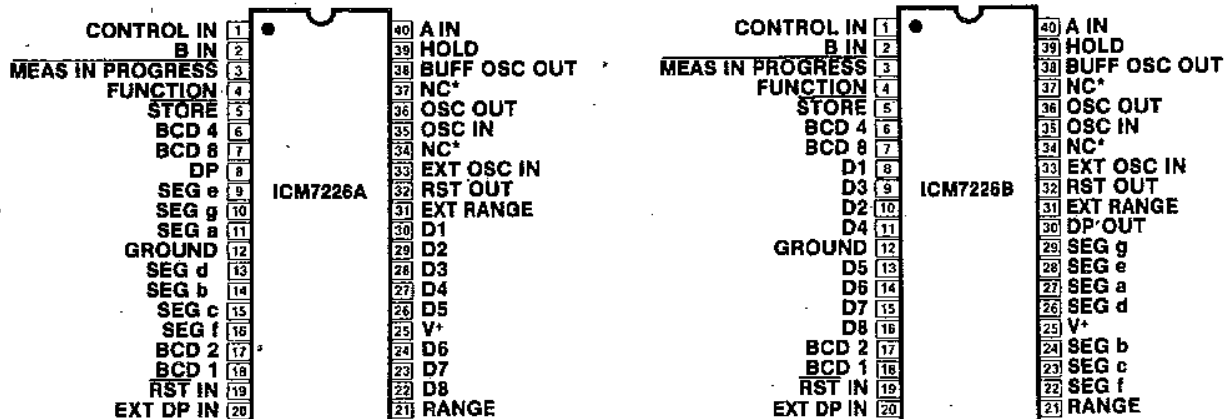 CONTROL IN 1
B IN 2
MEAS IN PROGRESS 3
FUNCTION 4
STORE 5
BCD 4 6
BCD 8 7
DP 8
SEG e 9
SEG g 10
SEG a 11
GROUND 12
SEG d 13
SEG b 14
SEG c 15
SEG f 16
BCD 2 17
BCD 1 18
RST IN 19
EXT DP IN 20
ICM7226A
40 A IN
39 HOLD
38 BUFF OSC OUT
37 NC*
36 OSC OUT
35 OSC IN
34 NC*
33 EXT OSC IN
32 RST OUT
31 EXT RANGE
30 D1
29 D2
28 D3
27 D4
26 D5
25 V+
24 D6
23 D7
22 D8
21 RANGE
CONTROL IN 1
B IN 2
MEAS IN PROGRESS 3
FUNCTION 4
STORE 5
BCD 4 6
BCD 8 7
D1 8
D3 9
D2 10
D4 11
GROUND 12
D5 13
D6 14
D7 15
D8 16
BCD 2 17
BCD 1 18
RST IN 19
EXT DP IN 20
ICM7226B
40 A IN
39 HOLD
38 BUFF OSC OUT
37 NC*
36 OSC OUT
35 OSC IN
34 NC*
33 EXT OSC IN
32 RST OUT
31 EXT RANGE
30 DP OUT
29 SEG g
28 SEG e
27 SEG a
26 SEG d
25 V+
24 SEG b
23 SEG c
22 SEG f
21 RANGE